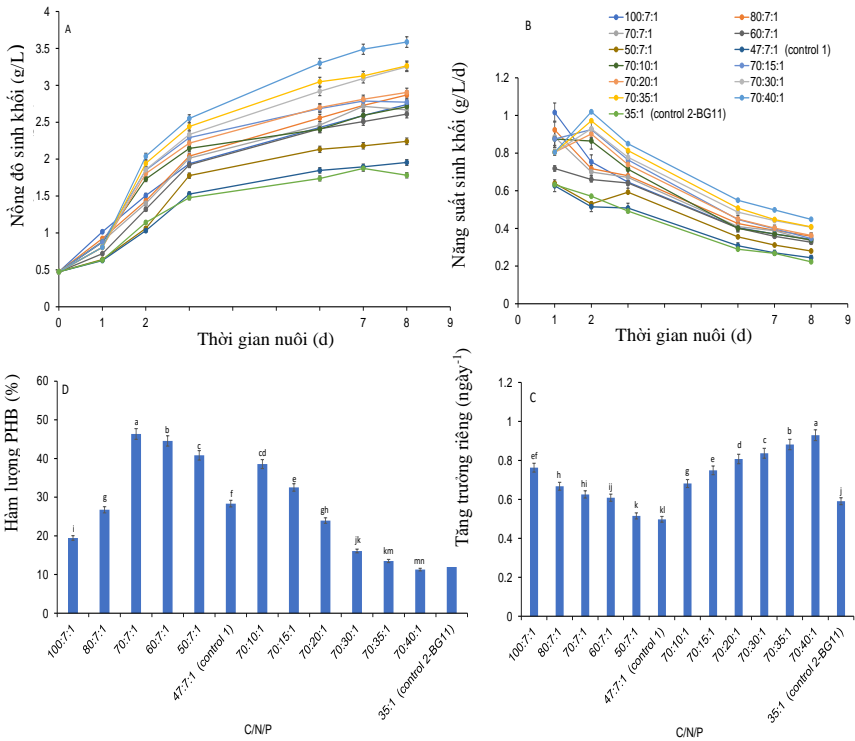 A
Nồng độ sinh khối (g/L)
4
3.5
3
2.5
2
1.5
1
0.5
0
0
1
2
6
7
8
9
Thời gian nuôi (d)
B
100:7:1
80:7:1
70:7:1
60:7:1
50:7:1
47:7:1 (control 1)
70:10:1
70:15:1
70:20:1
70:30:1
70:35:1
70:40:1
35:1 (control 2-BG11)
Năng suất sinh khối (g/L/d)
1.2
1
0.8
0.6
0.4
0.2
0
0
1
2
6
7
8
9
Thời gian nuôi (d)
D
Hàm lượng PHB (%)
60
50
40
30
20
10
0
i
g
a
b
c
f
cd
e
gh
jk
km
mn
100:7:1
80:7:1
70:7:1
60:7:1
50:7:1
47:7:1 (control 1)
70:10:1
70:15:1
70:20:1
70:30:1
70:35:1
70:40:1
35:1 (control 2-BG11)
C/N/P
C
Tăng trưởng riêng (ngày-1)
1.2
1
0.8
0.6
0.4
0.2
0
ef
h
hi
ij
k
kl
g
e
d
c
b
a
j
100:7:1
80:7:1
70:7:1
60:7:1
50:7:1
47:7:1 (control 1)
70:10:1
70:15:1
70:20:1
70:30:1
70:35:1
70:40:1
35:1 (control 2-BG11)
C/N/P